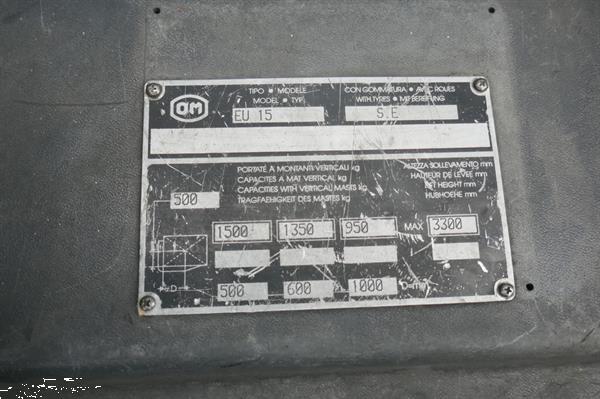 OM
TIPO • MODELE
MODEL • TYP
EU 15
CON GOMMATURA • AVEC ROUES
WITH TYRES • MIT BEREIFUNG
S.E
PORTATÉ A MONTANTI VERTICALI kg
CAPACITES A MAT VERTICAL kg
CAPACITIES WITH VERTICAL MASTS kg
TRAGFAEHIGKEIT DES MASTES kg
ALTEZZA SOLLEVAMENTO mm
HAUTEUR DE LEVEE mm
LIFT HEIGHT mm
HUBHOEHE mm
500
1500 1350 950 MAX 3300
D 500 600 1000 D=mm